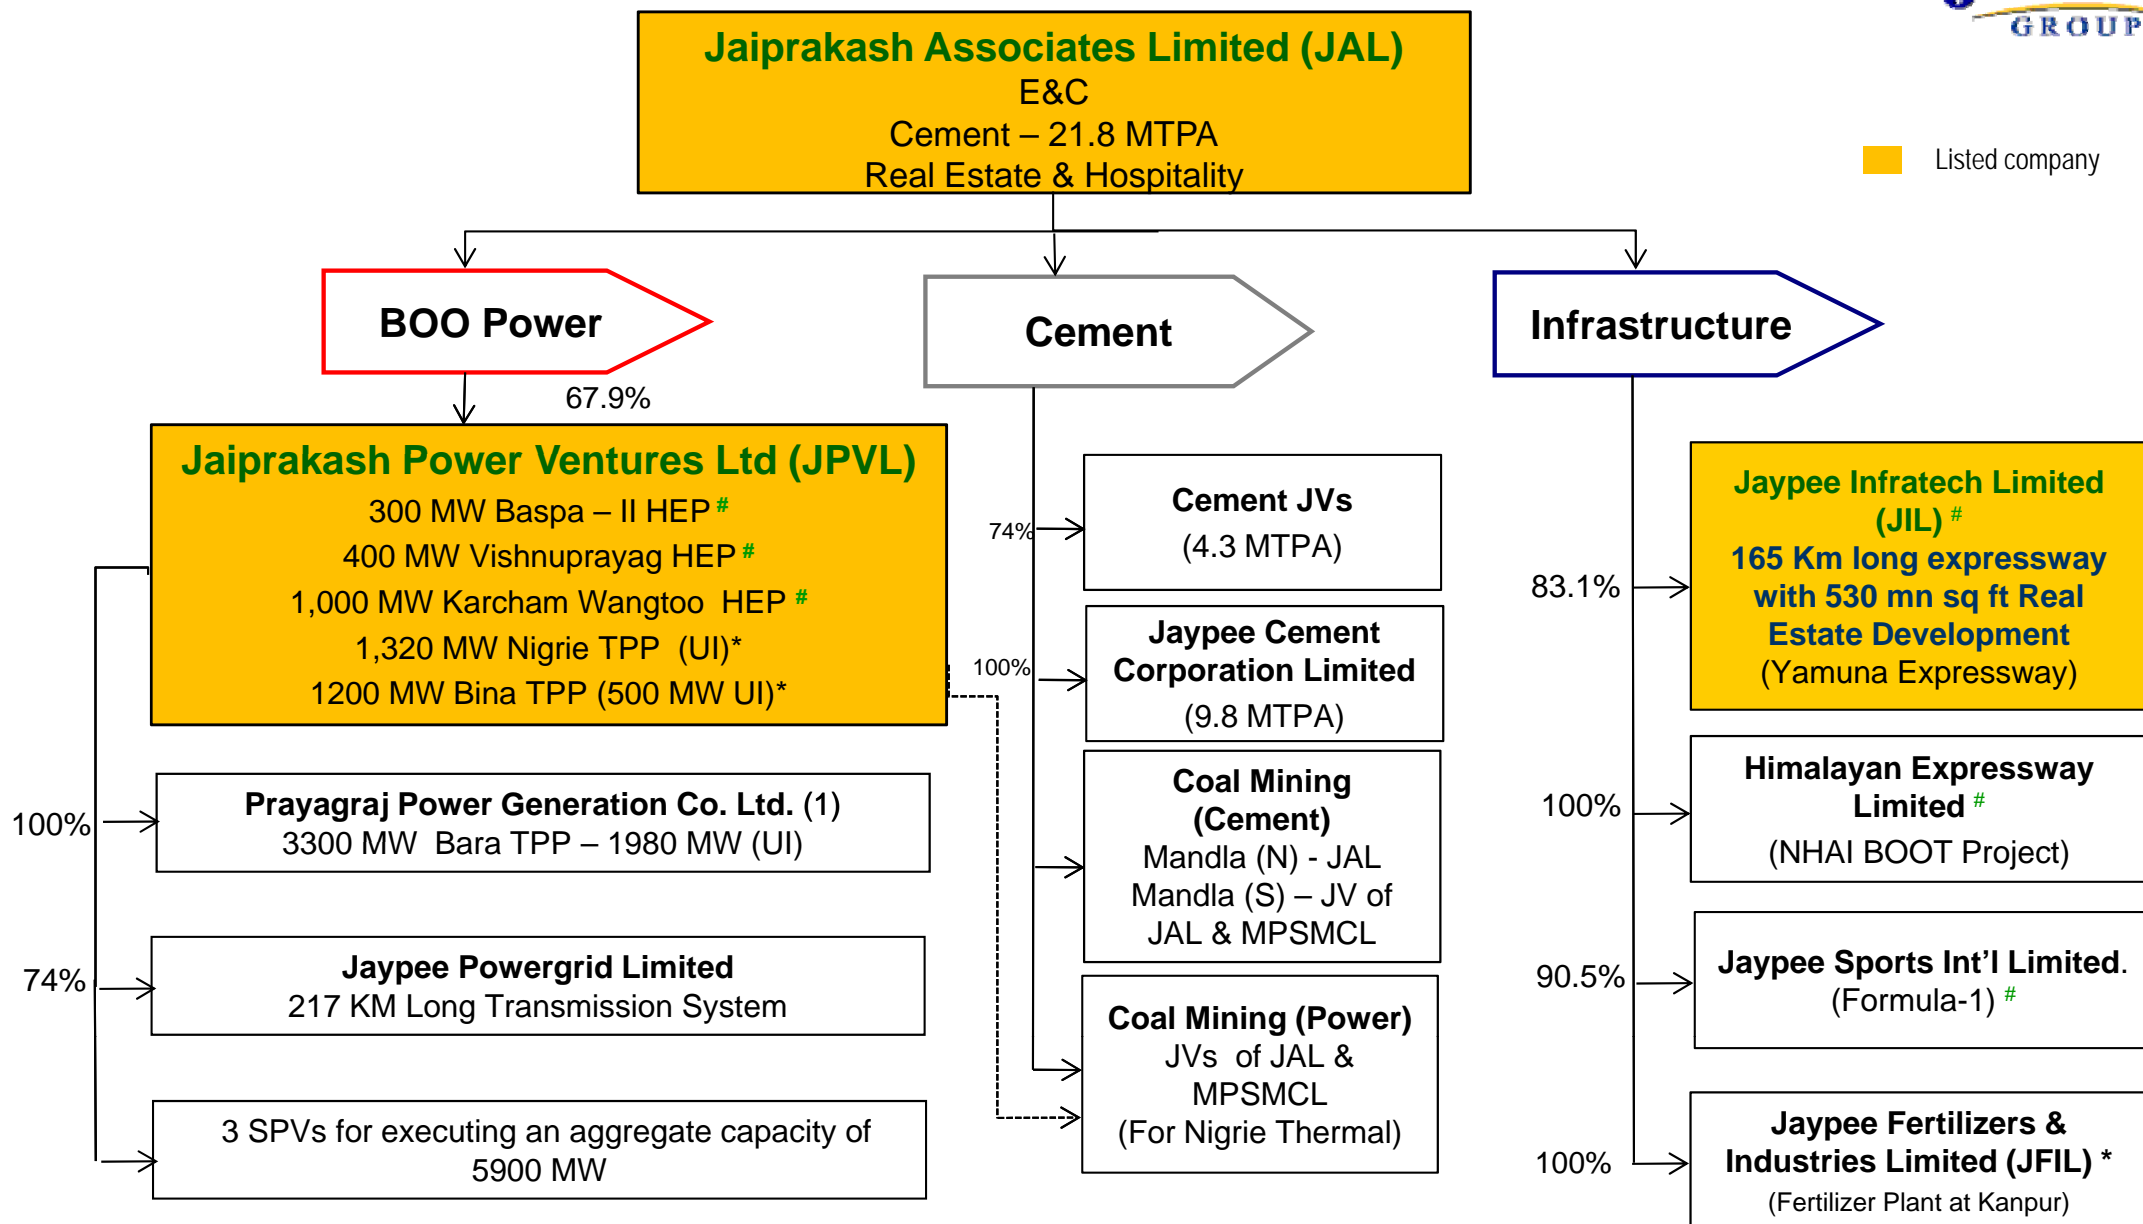 GROUP
Jaiprakash Associates Limited (JAL)
E&C
Cement – 21.8 MTPA
Real Estate & Hospitality
Listed company
BOO Power
Cement
Infrastructure
67.9%
Jaiprakash Power Ventures Ltd (JPVL)
300 MW Baspa – II HEP #
400 MW Vishnuprayag HEP #
1,000 MW Karcham Wangtoo HEP #
1,320 MW Nigrie TPP (UI)*
1200 MW Bina TPP (500 MW UI)*
100%
Prayagraj Power Generation Co. Ltd. (1)
3300 MW Bara TPP – 1980 MW (UI)
74%
Jaypee Powergrid Limited
217 KM Long Transmission System
3 SPVs for executing an aggregate capacity of
5900 MW
74%
Cement JVs
(4.3 MTPA)
100%
Jaypee Cement
Corporation Limited
(9.8 MTPA)
Coal Mining
(Cement)
Mandla (N) - JAL
Mandla (S) – JV of
JAL & MPSMCL
Coal Mining (Power)
JVs of JAL &
MPSMCL
(For Nigrie Thermal)
83.1%
Jaypee Infratech Limited
(JIL) #
165 Km long expressway
with 530 mn sq ft Real
Estate Development
(Yamuna Expressway)
100%
Himalayan Expressway
Limited #
(NHAI BOOT Project)
90.5%
Jaypee Sports Int'l Limited.
(Formula-1) #
100%
Jaypee Fertilizers &
Industries Limited (JFIL) *
(Fertilizer Plant at Kanpur)